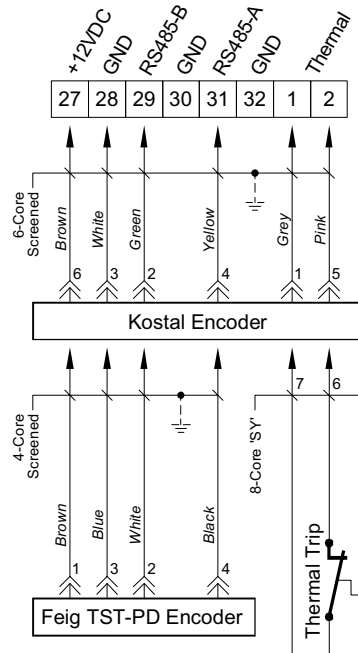 +12VDC
GND
RS485-B
GND
RS485-A
GND
Thermal
27 28 29 30 31 32 1 2
6-Core
Screened
Brown
White
Green
Yellow
Grey
Pink
6 3 2 4 1 5
Kostal Encoder
7 6
4-Core
Screened
8-Core 'SY'
Brown
Blue
White
Black
Thermal Trip
1 3 2 4
Feig TST-PD Encoder